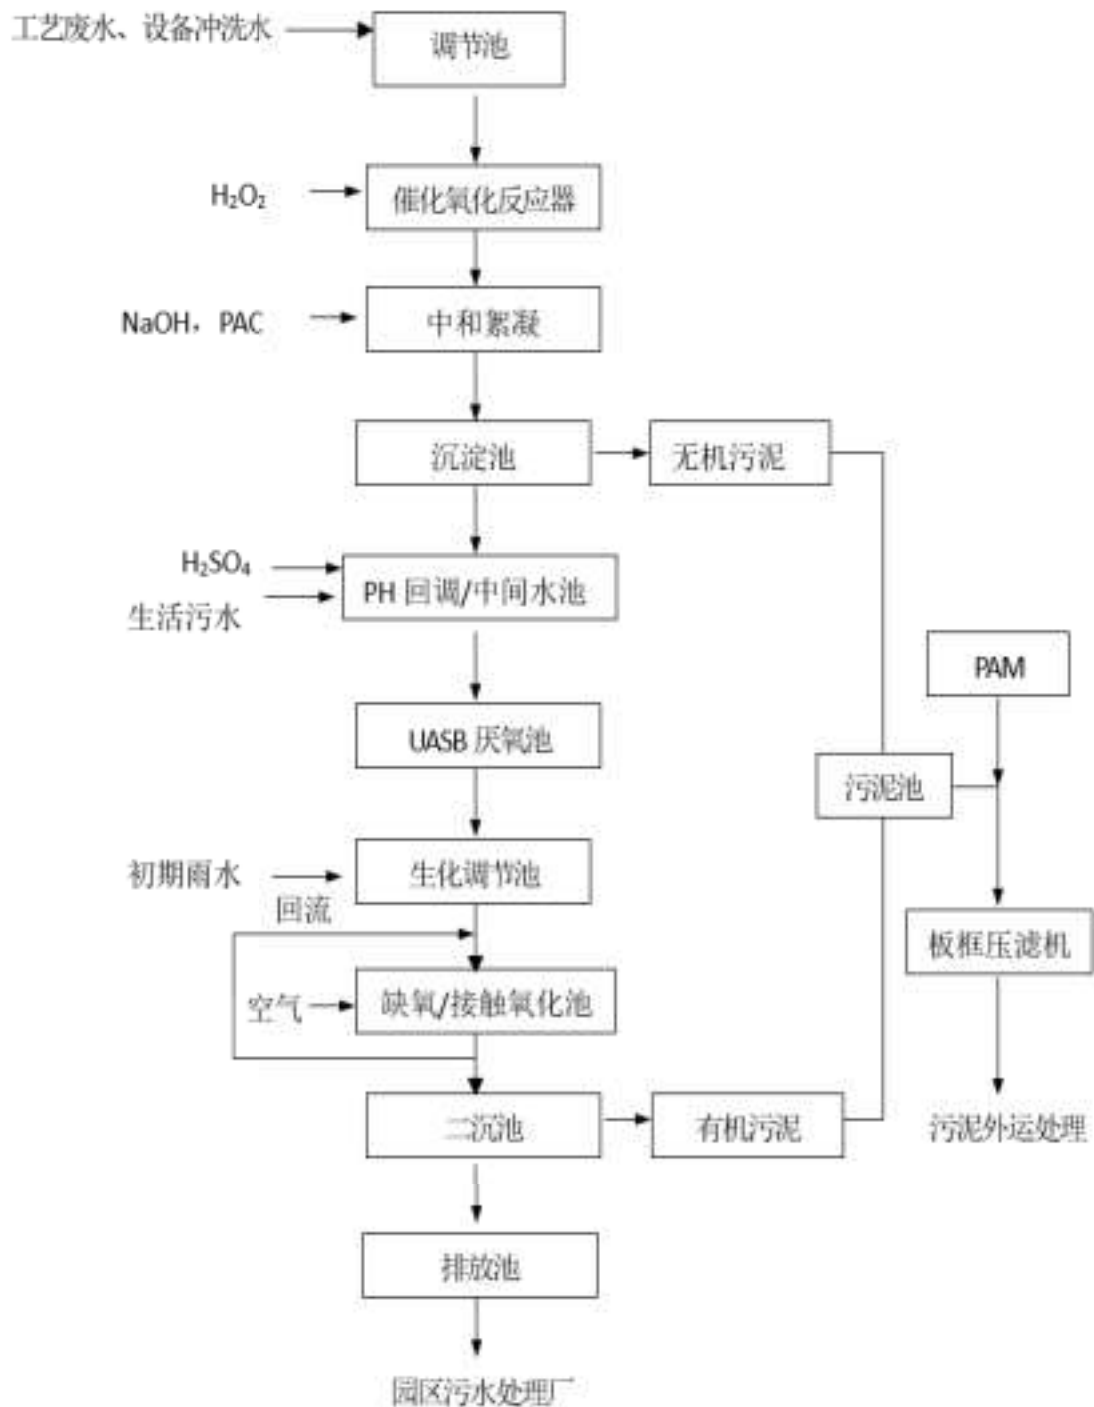 工艺废水、设备冲洗水
调节池
H₂O₂
催化氧化反应器
NaOH，PAC
中和絮凝
沉淀池
无机污泥
H₂SO₄
生活污水
PH 回调/中间水池
PAM
UASB 厌氧池
污泥池
初期雨水
生化调节池
回流
板框压滤机
空气
缺氧/接触氧化池
二沉池
有机污泥
污泥外运处理
排放池
园区污水处理厂